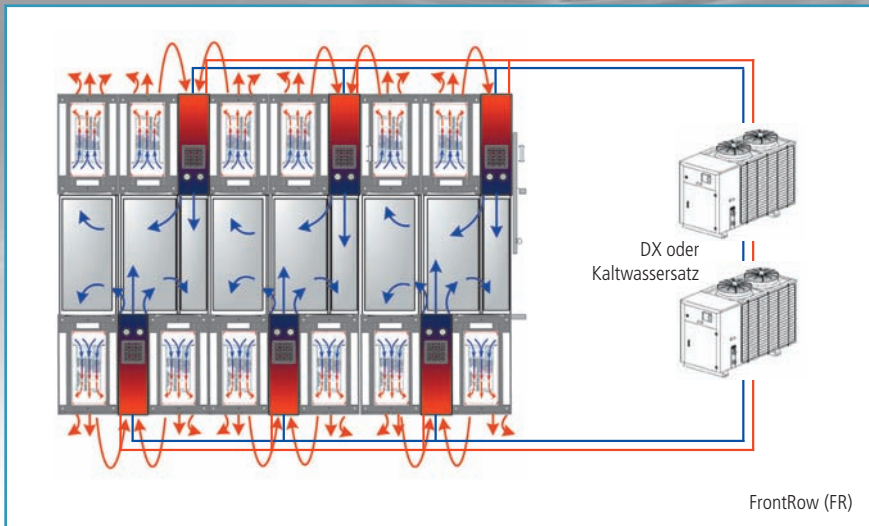 DX oder
Kaltwassersatz
FrontRow (FR)